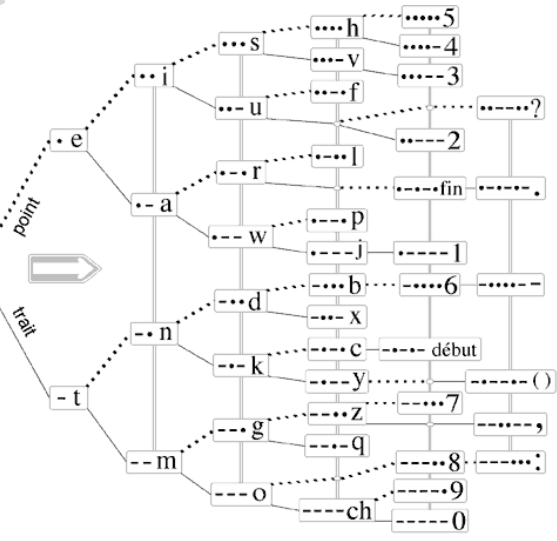 ••••• 5
•••• h
••• s
••••- 4
•••- v
•• i
•••-- 3
••-• f
••- u
••--•• ?
• e
••--- 2
•-•• l
•-• r
•-•-• fin
•-•-•- .
•- a
point
•--• p
•-- w
•--- j
•---- 1
-••• b
-•••• 6
-••••- -
-•• d
-••- x
trait
-• n
-•-• c
-•-•- début
-•- k
-•-- y
-•--•- ( )
- t
--••• 7
--•• z
--••-- ,
--• g
--•- q
-- m
---•• 8
---••• :
----• 9
--- o
---- ch
----- 0